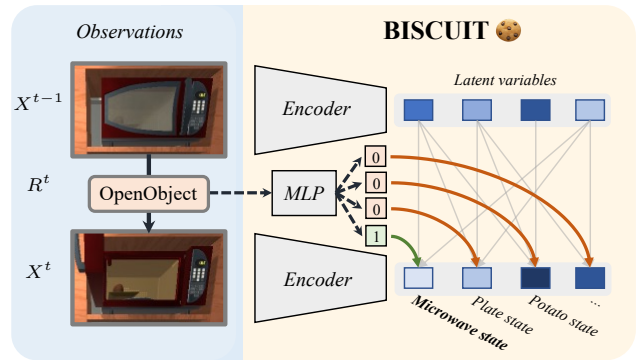 Observations
BISCUIT
X^{t-1}
Encoder
Latent variables
R^t
OpenObject
MLP
0
0
0
1
X^t
Encoder
Microwave state
Plate state
Potato state
...